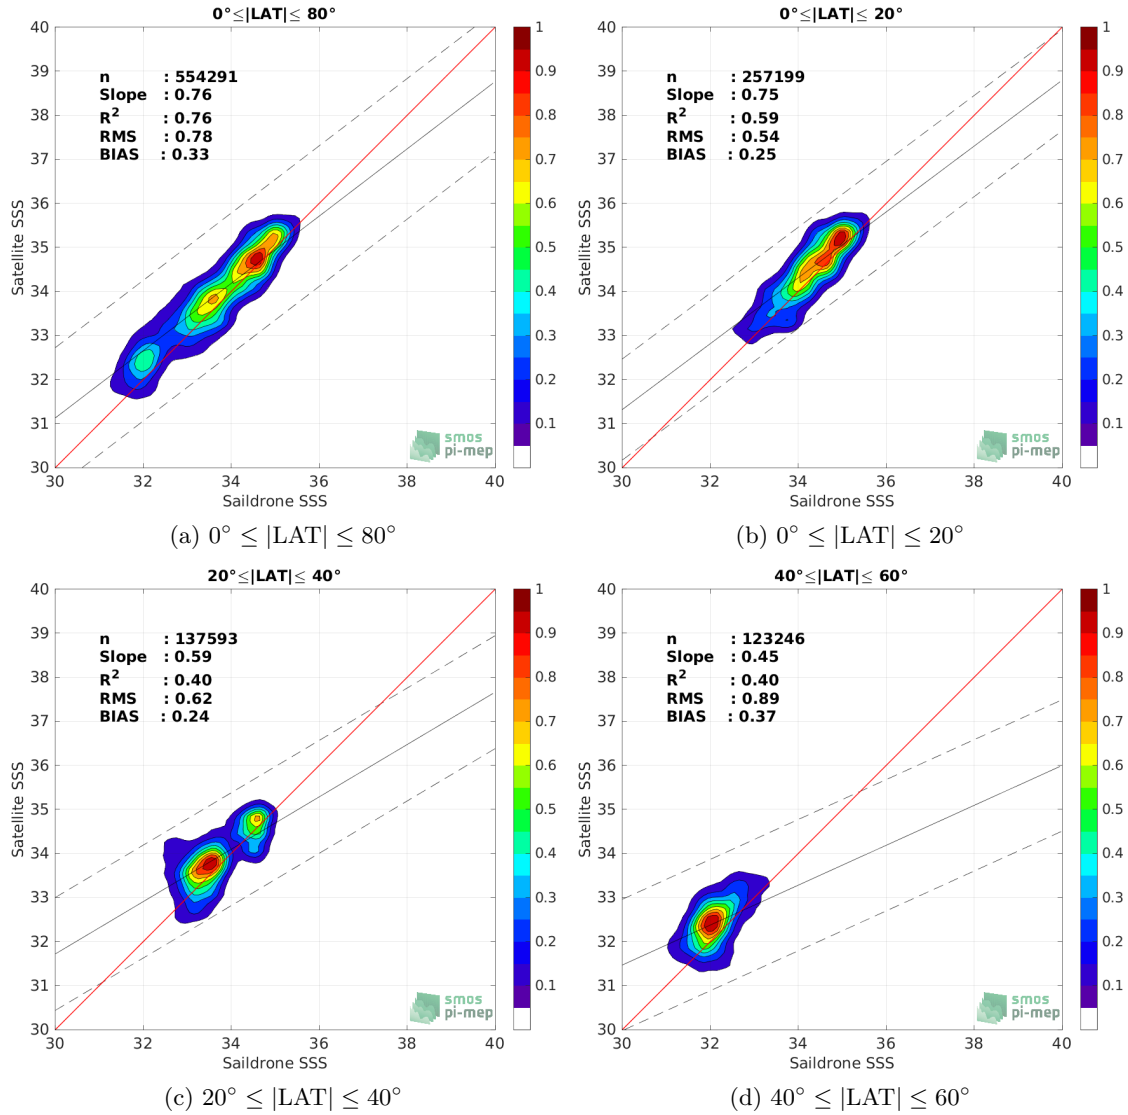 0°≤|LAT|≤ 80°
n : 554291
Slope : 0.76
R² : 0.76
RMS : 0.78
BIAS : 0.33
40
39
38
37
36
35
34
33
32
31
30
Satellite SSS
30 32 34 36 38 40
Saildrone SSS
smos
pi-mep
1
0.9
0.8
0.7
0.6
0.5
0.4
0.3
0.2
0.1
(a) 0° ≤ |LAT| ≤ 80°
0°≤|LAT|≤ 20°
n : 257199
Slope : 0.75
R² : 0.59
RMS : 0.54
BIAS : 0.25
40
39
38
37
36
35
34
33
32
31
30
Satellite SSS
30 32 34 36 38 40
Saildrone SSS
smos
pi-mep
1
0.9
0.8
0.7
0.6
0.5
0.4
0.3
0.2
0.1
(b) 0° ≤ |LAT| ≤ 20°
20°≤|LAT|≤ 40°
n : 137593
Slope : 0.59
R² : 0.40
RMS : 0.62
BIAS : 0.24
40
39
38
37
36
35
34
33
32
31
30
Satellite SSS
30 32 34 36 38 40
Saildrone SSS
smos
pi-mep
1
0.9
0.8
0.7
0.6
0.5
0.4
0.3
0.2
0.1
(c) 20° ≤ |LAT| ≤ 40°
40°≤|LAT|≤ 60°
n : 123246
Slope : 0.45
R² : 0.40
RMS : 0.89
BIAS : 0.37
40
39
38
37
36
35
34
33
32
31
30
Satellite SSS
30 32 34 36 38 40
Saildrone SSS
smos
pi-mep
1
0.9
0.8
0.7
0.6
0.5
0.4
0.3
0.2
0.1
(d) 40° ≤ |LAT| ≤ 60°